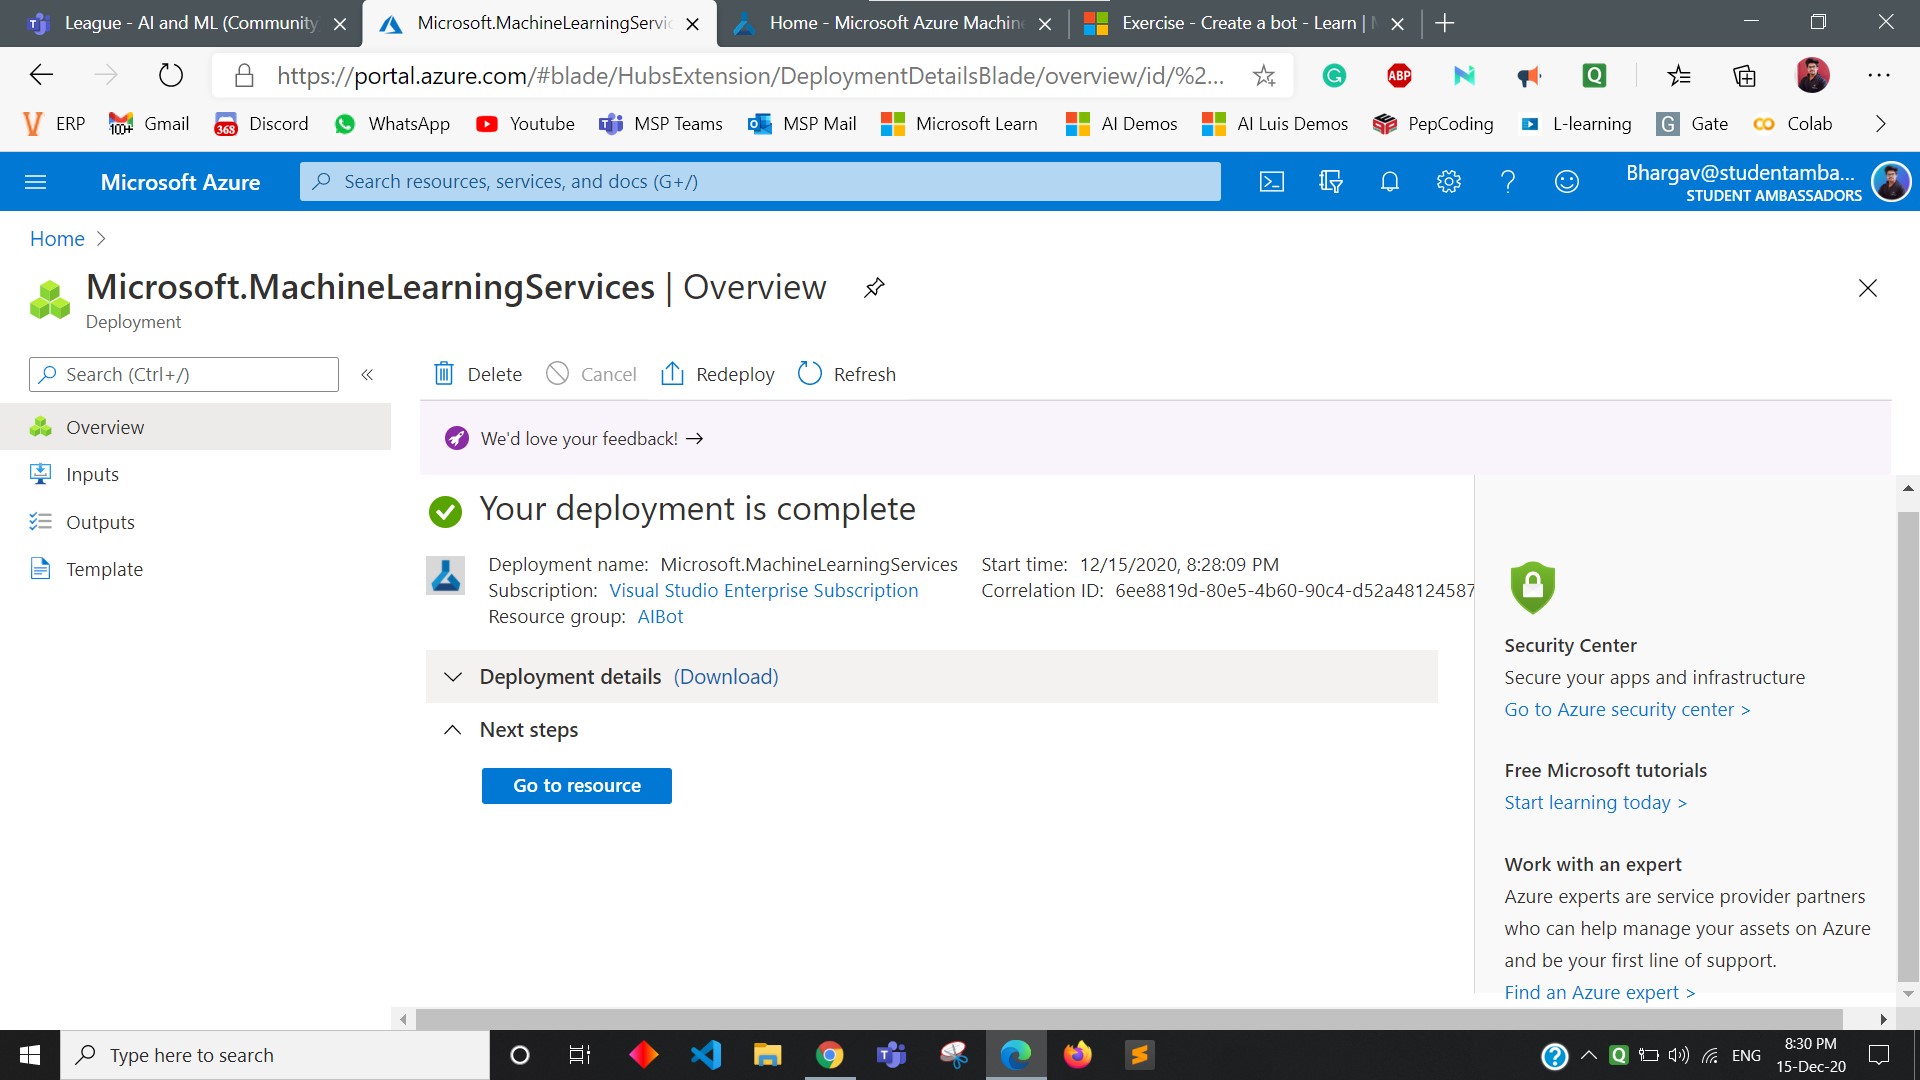 League - AI and ML (Community
Microsoft.MachineLearningServic
Home - Microsoft Azure Machine
Exercise - Create a bot - Learn |
https://portal.azure.com/#blade/HubsExtension/DeploymentDetailsBlade/overview/id/%2...
G
ABP
N
Q
V
ERP
100+
Gmail
368
Discord
WhatsApp
Youtube
MSP Teams
MSP Mail
Microsoft Learn
AI Demos
AI Luis Demos
PepCoding
L-learning
G
Gate
Colab
Microsoft Azure
Search resources, services, and docs (G+/)
Bhargav@studentamba...
STUDENT AMBASSADORS
Home >
Microsoft.MachineLearningServices | Overview
Deployment
Search (Ctrl+/)
«
Delete
Cancel
Redeploy
Refresh
Overview
Inputs
Outputs
Template
We'd love your feedback! →
Your deployment is complete
Deployment name: Microsoft.MachineLearningServices
Subscription: Visual Studio Enterprise Subscription
Resource group: AIBot
Start time: 12/15/2020, 8:28:09 PM
Correlation ID: 6ee8819d-80e5-4b60-90c4-d52a48124587
Deployment details (Download)
Next steps
Go to resource
Security Center
Secure your apps and infrastructure
Go to Azure security center >
Free Microsoft tutorials
Start learning today >
Work with an expert
Azure experts are service provider partners
who can help manage your assets on Azure
and be your first line of support.
Find an Azure expert >
Type here to search
Q
ENG
8:30 PM
15-Dec-20